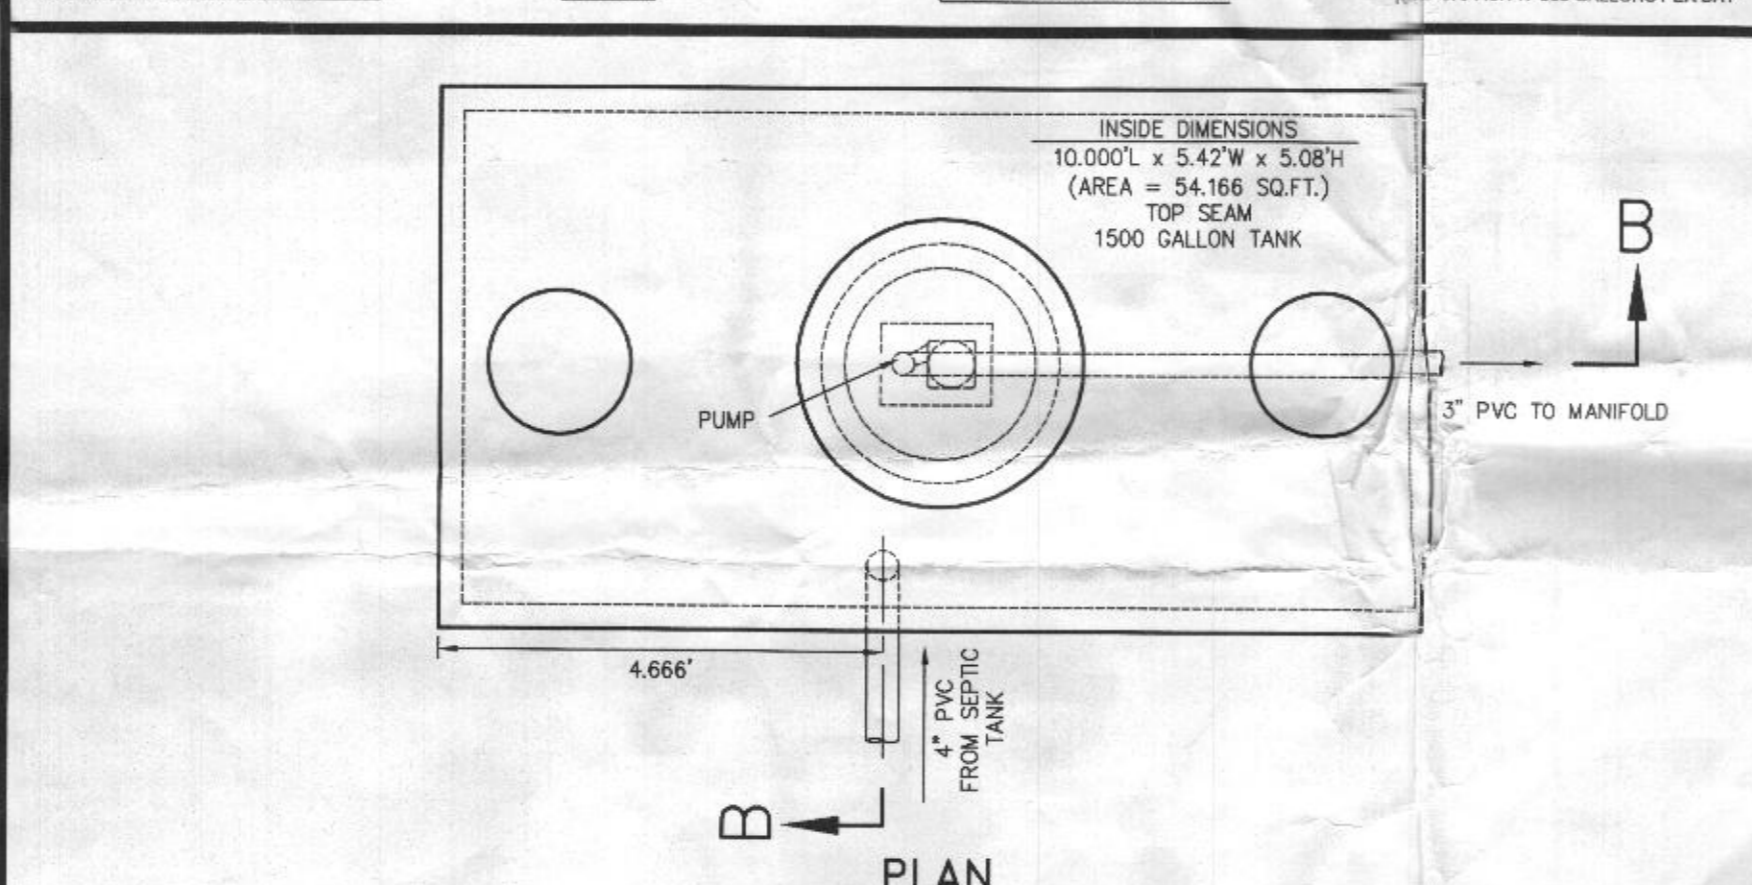 INSIDE DIMENSIONS
10.000'L x 5.42'W x 5.08'H
(AREA = 54.166 SQ.FT.)
TOP SEAM
1500 GALLON TANK
B
PUMP
3" PVC TO MANIFOLD
4.666'
4" PVC
FROM SEPTIC
TANK
B
PLAN